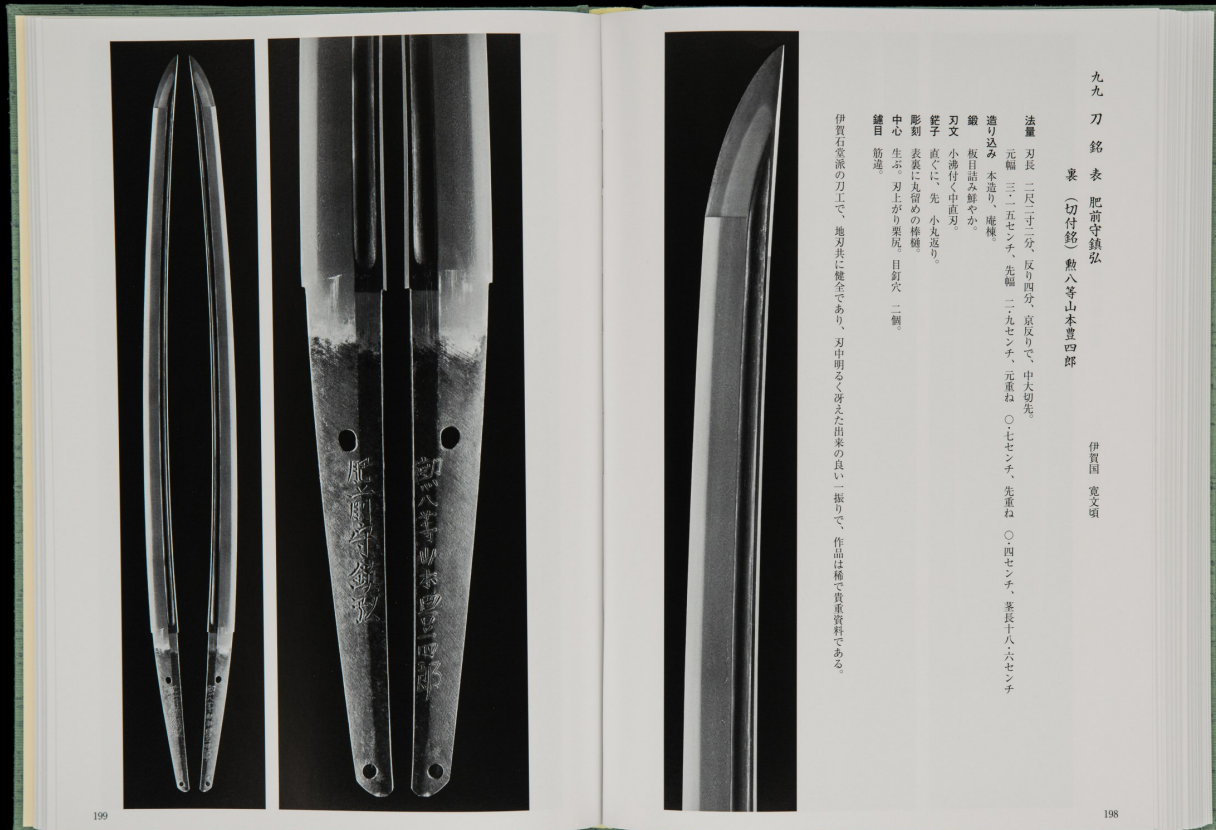 九九 刀 銘 表 肥前守鎮弘 伊賀国 寛文頃
裏 (切付銘) 勲八等山本豊四郎
法量 刃長 二尺二寸二分、反り四分、京反りで、中大切先。
元幅 三・一五センチ、先幅 二・九センチ、元重ね 〇・七センチ、先重ね 〇・四センチ、茎長十八・六センチ
造り込み 本造り、庵棟。
鍛 板目詰み鮮やか。
刃文 小沸付く中直刃。
鋩子 直ぐに、先 小丸返り。
彫刻 表裏に丸留めの棒樋。
中心 生ぶ。刃上がり栗尻。目釘穴 二個。
鑢目 筋違。
伊賀石堂派の刀工で、地刃共に健全であり、刃中明るく冴えた出来の良い一振りで、作品は稀で貴重資料である。
198
勲八等山本豊四郎
肥前守鎮弘
199